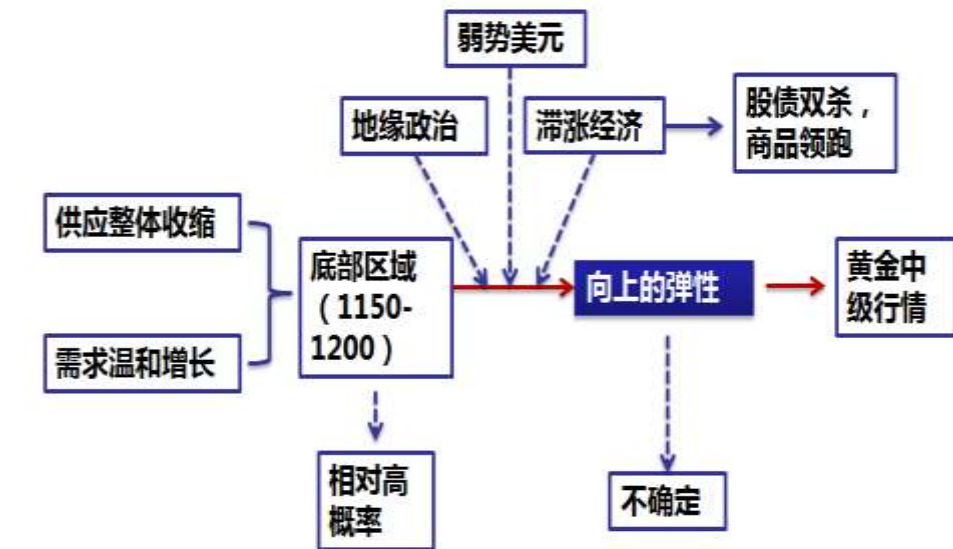 弱势美元
地缘政治
滞涨经济
股债双杀，
商品领跑
供应整体收缩
需求温和增长
底部区域
（1150-
1200）
向上的弹性
黄金中
级行情
相对高
概率
不确定